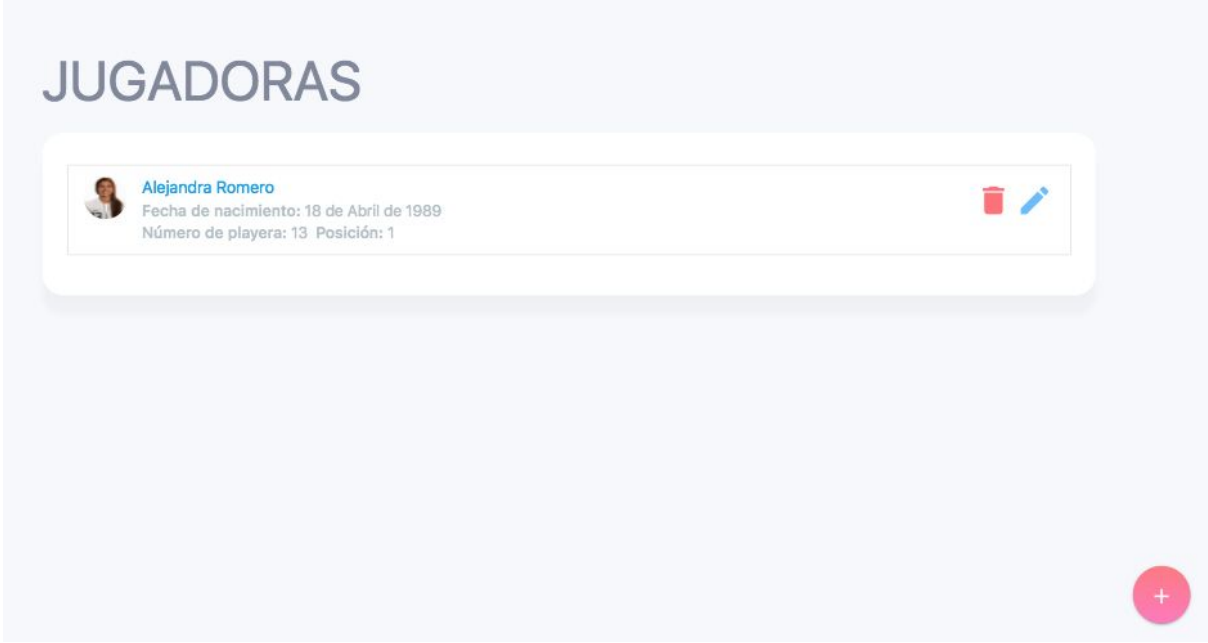 JUGADORAS
Alejandra Romero
Fecha de nacimiento: 18 de Abril de 1989
Número de playera: 13 Posición: 1
+